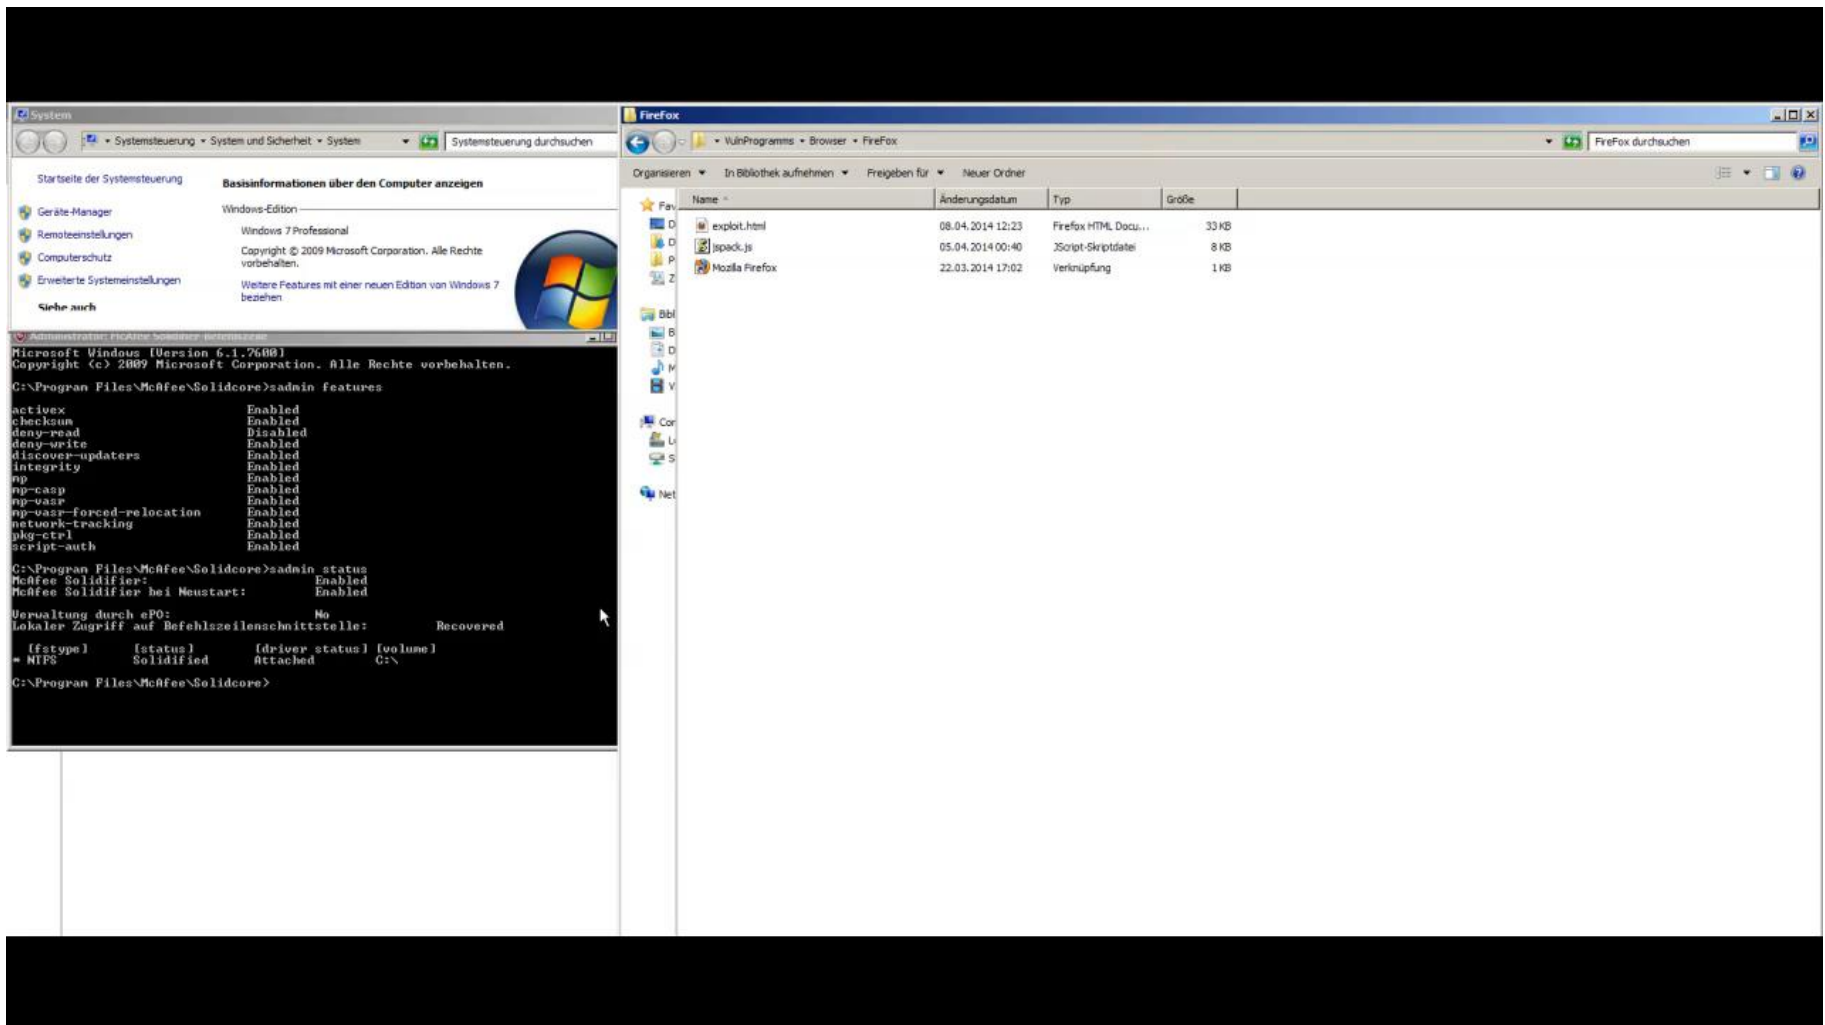 System
Systemsteuerung
System und Sicherheit
System
Systemsteuerung durchsuchen
Startseite der Systemsteuerung
Geräte-Manager
Remoteeinstellungen
Computerschutz
Erweiterte Systemeinstellungen
Siehe auch
Basisinformationen über den Computer anzeigen
Windows-Edition
Windows 7 Professional
Copyright © 2009 Microsoft Corporation. Alle Rechte
vorbehalten.
Weitere Features mit einer neuen Edition von Windows 7
beziehen
Administrator: McAfee Solidifier
Microsoft Windows [Version 6.1.7600]
Copyright (c) 2009 Microsoft Corporation. Alle Rechte vorbehalten.
C:\Program Files\McAfee\Solidcore>sadmin features
activex Enabled
checksum Enabled
deny-read Disabled
deny-write Enabled
discover-updaters Enabled
integrity Enabled
mp Enabled
mp-casp Enabled
mp-vasr Enabled
mp-vasr-forced-relocation Enabled
network-tracking Enabled
pkg-ctrl Enabled
script-auth Enabled
C:\Program Files\McAfee\Solidcore>sadmin status
McAfee Solidifier: Enabled
McAfee Solidifier bei Neustart: Enabled
Verwaltung durch ePO: No
Lokaler Zugriff auf Befehlszeilenschnittstelle: Recovered
[fstype] [status] [driver status] [volume]
* NTFS Solidified Attached C:\
C:\Program Files\McAfee\Solidcore>
FireFox
VulnProgramms
Browser
FireFox
FireFox durchsuchen
Organisieren
In Bibliothek aufnehmen
Freigeben für
Neuer Ordner
Name Änderungsdatum Typ Größe
exploit.html 08.04.2014 12:23 Firefox HTML Docu... 33 KB
jspack.js 05.04.2014 00:40 JScript-Skriptdatei 8 KB
Mozilla Firefox 22.03.2014 17:02 Verknüpfung 1 KB
Fav
D
D
P
Z
Bibl
B
D
M
V
Con
L
S
Net